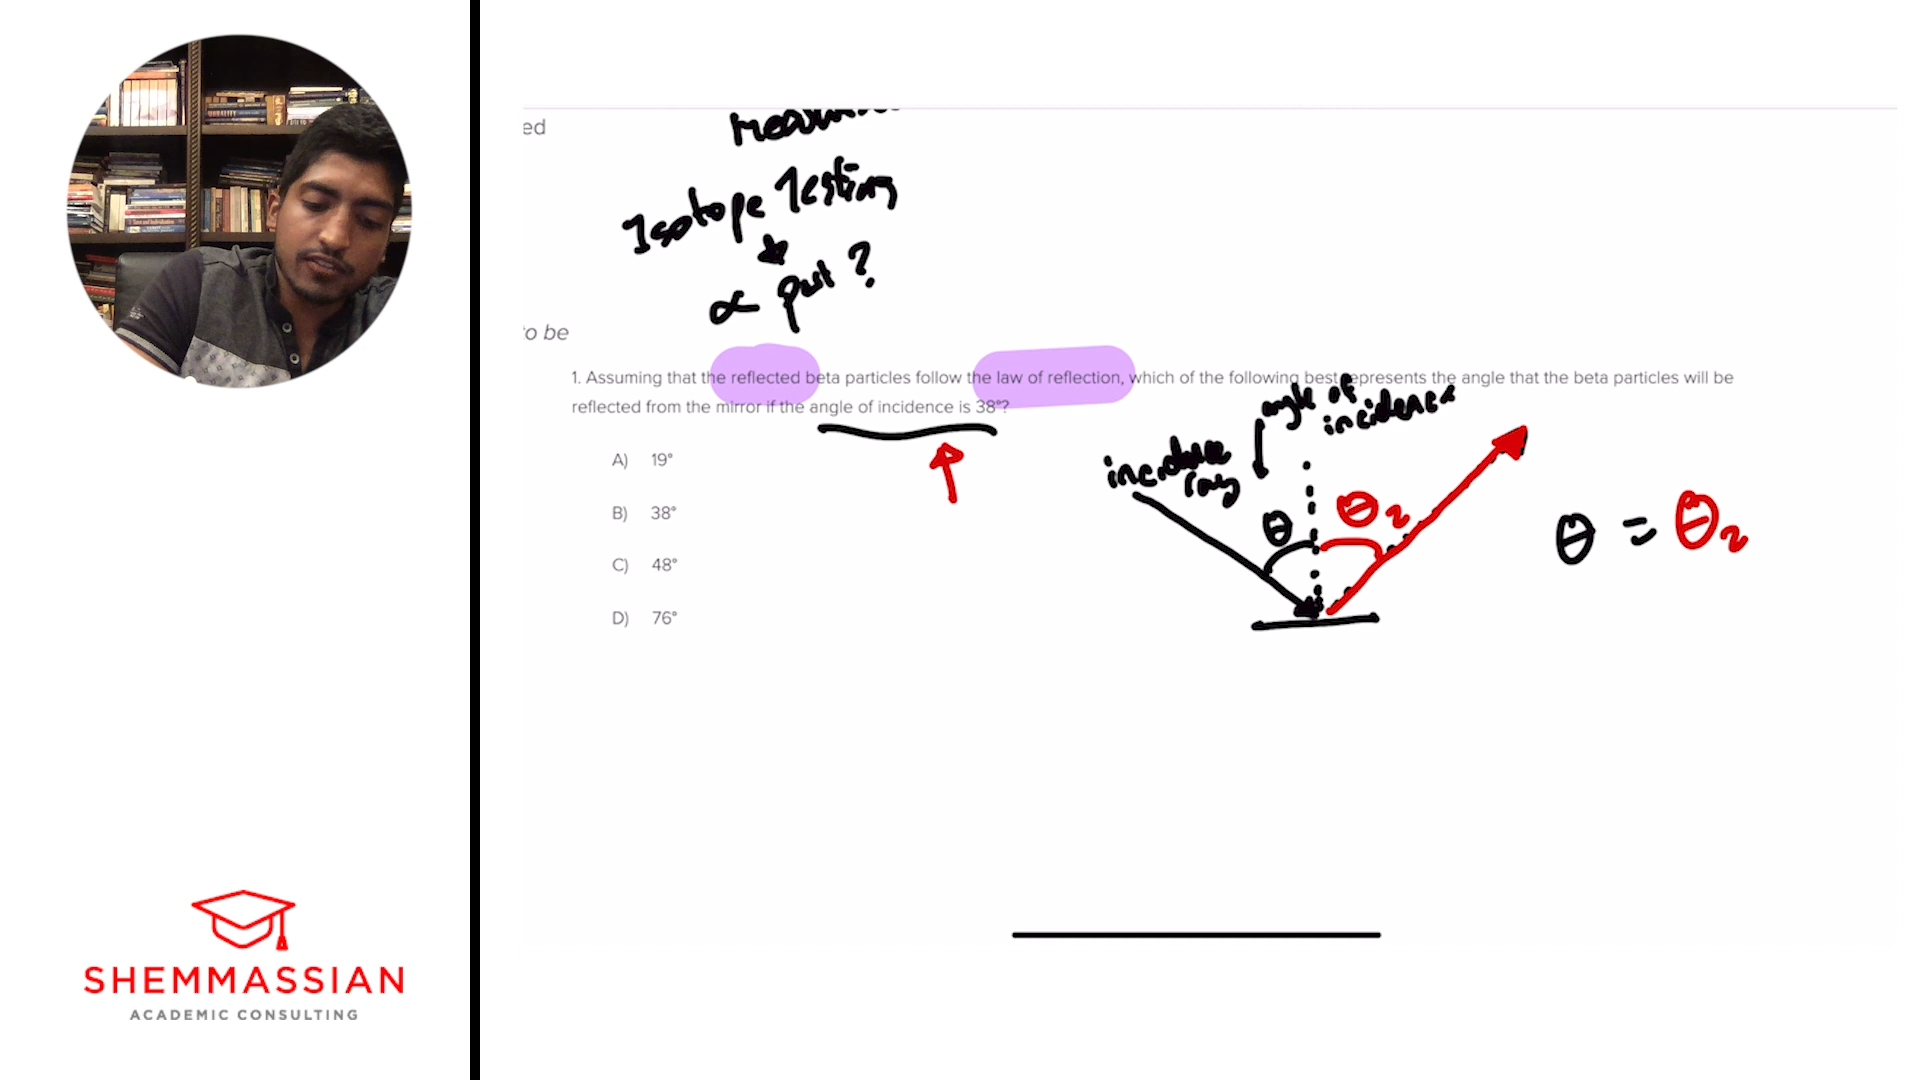 ed
Isotope Testing
∝ part ?
o be
1. Assuming that the reflected beta particles follow the law of reflection, which of the following best represents the angle that the beta particles will be
reflected from the mirror if the angle of incidence is 38°?
angle of
incidence
incidence
ray
A) 19°
B) 38°
C) 48°
D) 76°
θ θ2
θ = θ2
SHEMMASSIAN
ACADEMIC CONSULTING